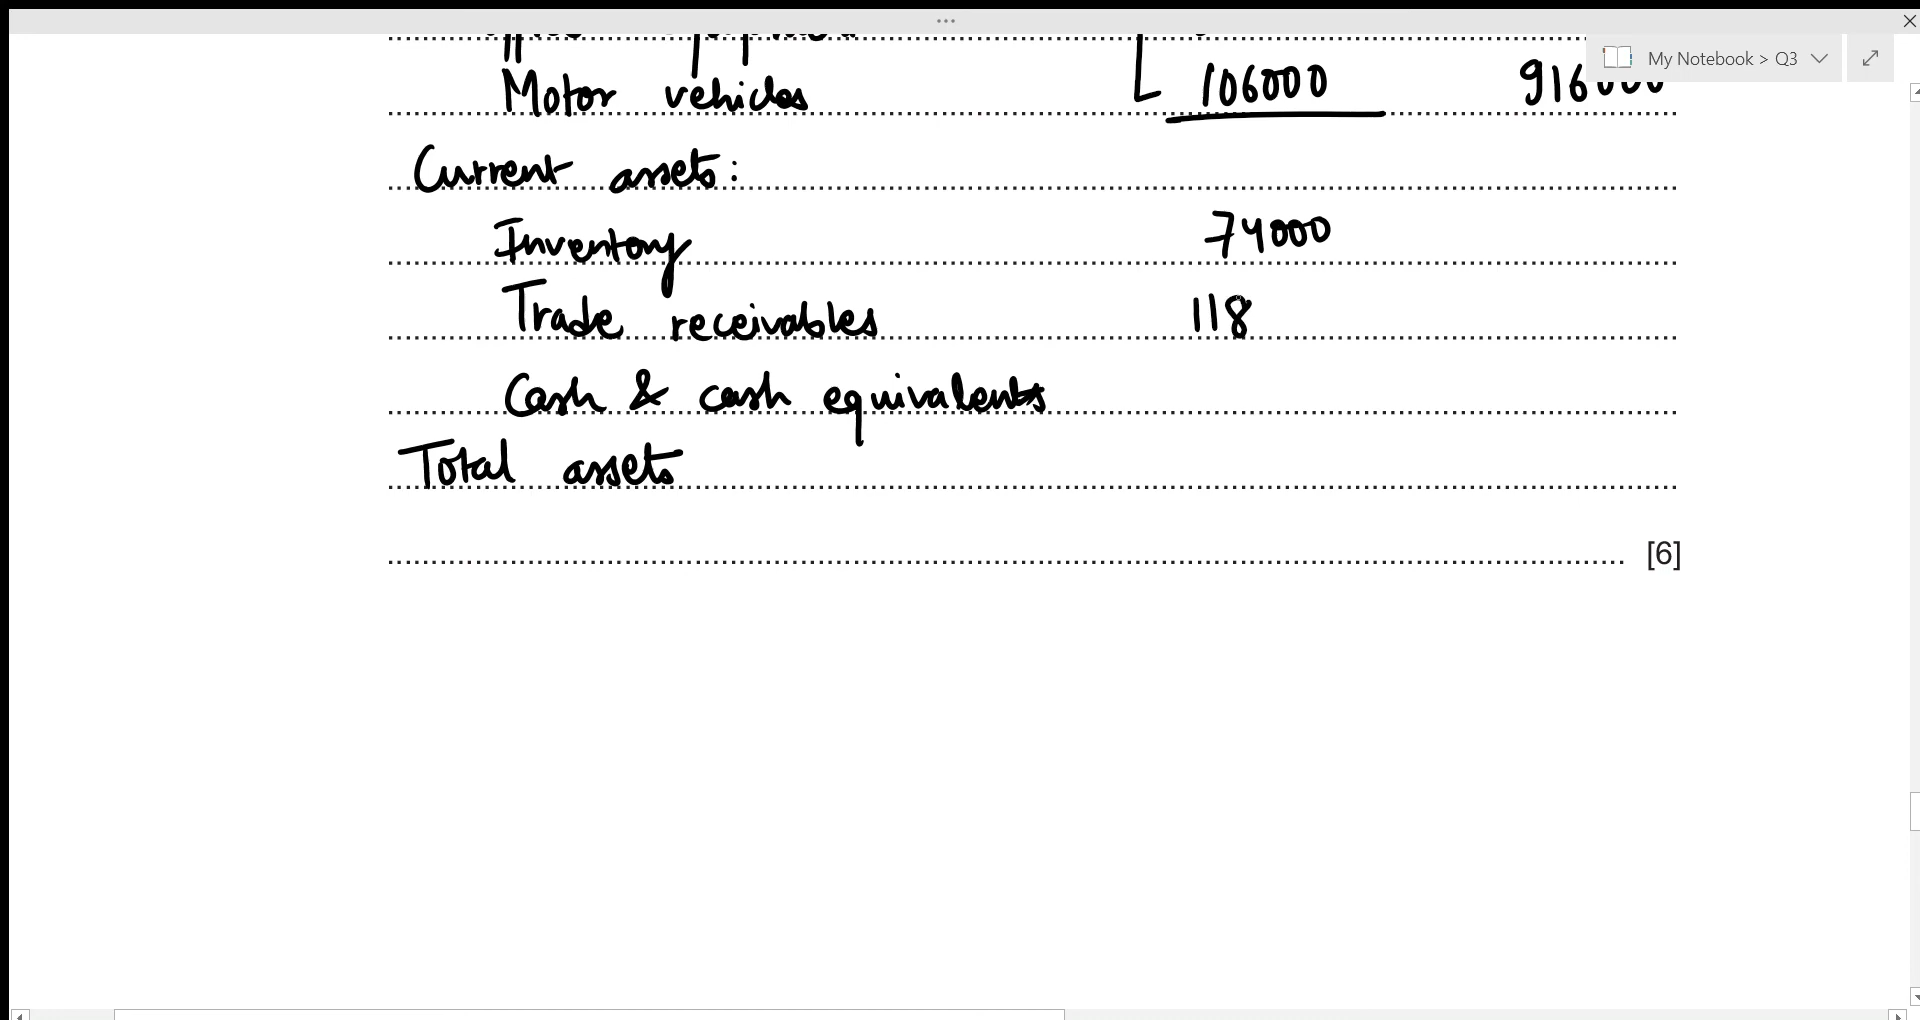 My Notebook > Q3
Motor vehicles 106000 916000
Current assets:
Inventory 74000
Trade receivables 118
Cash & cash equivalents
Total assets
[6]